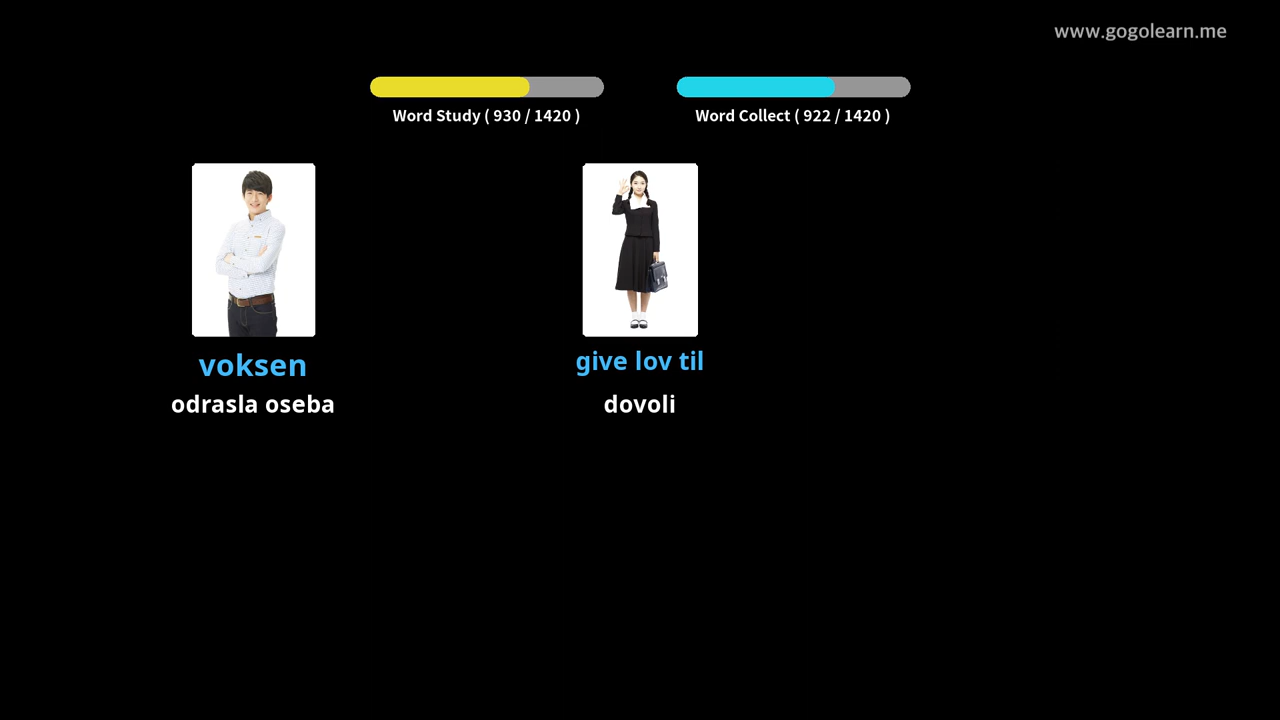 www.gogolearn.me
Word Study ( 930 / 1420 )
Word Collect ( 922 / 1420 )
voksen
odrasla oseba
give lov til
dovoli